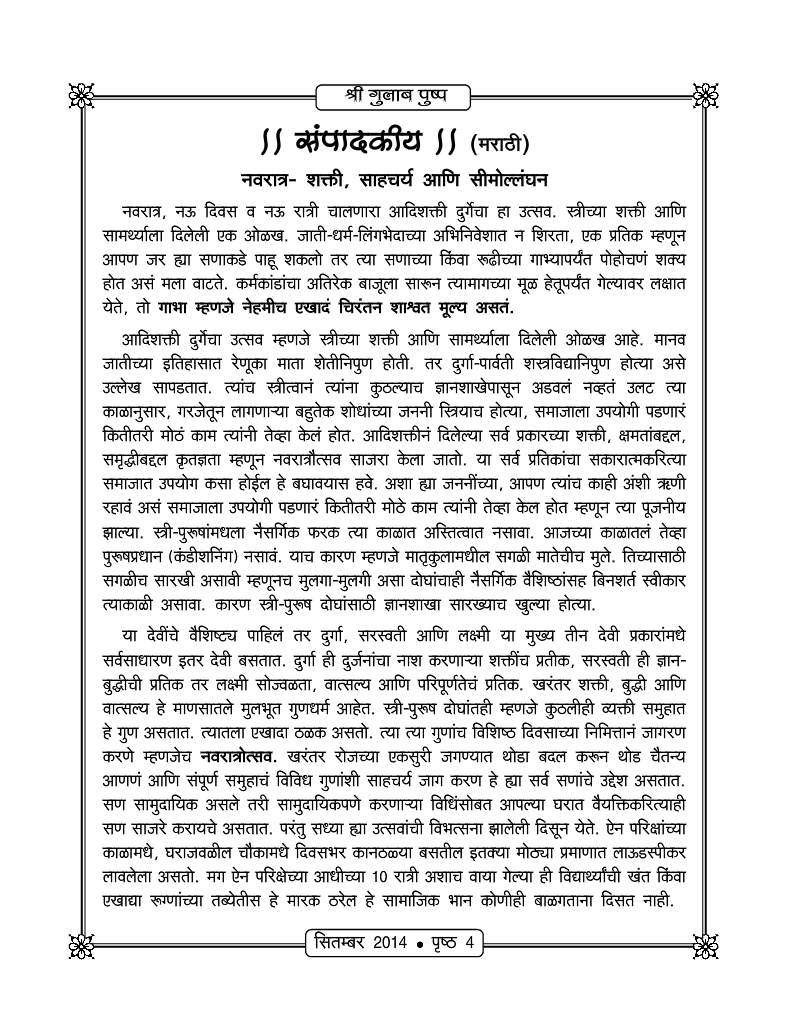 श्री गुलाब पुष्प
।। संपादकीय ।। (मराठी)
नवरात्र- शक्ती, साहचर्य आणि सीमोल्लंघन
नवरात्र, नऊ दिवस व नऊ रात्री चालणारा आदिशक्ती दुर्गेचा हा उत्सव. स्त्रीच्या शक्ती आणि
सामर्थ्याला दिलेली एक ओळख. जाती-धर्म-लिंगभेदाच्या अभिनिवेशात न शिरता, एक प्रतिक म्हणून
आपण जर ह्या सणाकडे पाहू शकलो तर त्या सणाच्या किंवा रूढीच्या गाभ्यापर्यंत पोहोचणं शक्य
होत असं मला वाटते. कर्मकांडांचा अतिरेक बाजूला सारून त्यामागच्या मूळ हेतूपर्यंत गेल्यावर लक्षात
येते, तो गाभा म्हणजे नेहमीच एखादं चिरंतन शाश्वत मूल्य असतं.
आदिशक्ती दुर्गेचा उत्सव म्हणजे स्त्रीच्या शक्ती आणि सामर्थ्याला दिलेली ओळख आहे. मानव
जातीच्या इतिहासात रेणूका माता शेतीनिपुण होती. तर दुर्गा-पार्वती शस्त्रविद्यानिपुण होत्या असे
उल्लेख सापडतात. त्यांच स्त्रीत्वानं त्यांना कुठल्याच ज्ञानशाखेपासून अडवलं नव्हतं उलट त्या
काळानुसार, गरजेतून लागणाऱ्या बहुतेक शोधांच्या जननी स्त्रियाच होत्या, समाजाला उपयोगी पडणारं
कितीतरी मोठं काम त्यांनी तेव्हा केलं होत. आदिशक्तीनं दिलेल्या सर्व प्रकारच्या शक्ती, क्षमतांबद्दल,
समृद्धीबद्दल कृतज्ञता म्हणून नवरात्रौत्सव साजरा केला जातो. या सर्व प्रतिकांचा सकारात्मकरित्या
समाजात उपयोग कसा होईल हे बघावयास हवे. अशा ह्या जननींच्या, आपण त्यांच काही अंशी ऋणी
रहावं असं समाजाला उपयोगी पडणारं कितीतरी मोठे काम त्यांनी तेव्हा केल होत म्हणून त्या पूजनीय
झाल्या. स्त्री-पुरूषांमधला नैसर्गिक फरक त्या काळात अस्तित्वात नसावा. आजच्या काळातलं तेव्हा
पुरूषप्रधान (कंडीशनिंग) नसावं. याच कारण म्हणजे मातृकुलामधील सगळी मातेचीच मुले. तिच्यासाठी
सगळीच सारखी असावी म्हणूनच मुलगा-मुलगी असा दोघांचाही नैसर्गिक वैशिष्ठांसह बिनशर्त स्वीकार
त्याकाळी असावा. कारण स्त्री-पुरूष दोघांसाठी ज्ञानशाखा सारख्याच खुल्या होत्या.
या देवींचे वैशिष्ट्य पाहिलं तर दुर्गा, सरस्वती आणि लक्ष्मी या मुख्य तीन देवी प्रकारांमधे
सर्वसाधारण इतर देवी बसतात. दुर्गा ही दुर्जनांचा नाश करणाऱ्या शक्तींच प्रतीक, सरस्वती ही ज्ञान-
बुद्धीची प्रतिक तर लक्ष्मी सोज्वळता, वात्सल्य आणि परिपूर्णतेचं प्रतिक. खरंतर शक्ती, बुद्धी आणि
वात्सल्य हे माणसातले मुलभूत गुणधर्म आहेत. स्त्री-पुरूष दोघांतही म्हणजे कुठलीही व्यक्ती समुहात
हे गुण असतात. त्यातला एखादा ठळक असतो. त्या त्या गुणांच विशिष्ठ दिवसाच्या निमित्तानं जागरण
करणे म्हणजेच नवरात्रोत्सव. खरंतर रोजच्या एकसुरी जगण्यात थोडा बदल करून थोड चैतन्य
आणणं आणि संपूर्ण समुहाचं विविध गुणांशी साहचर्य जाग करण हे ह्या सर्व सणांचे उद्देश असतात.
सण सामुदायिक असले तरी सामुदायिकपणे करणाऱ्या विधिंसोबत आपल्या घरात वैयक्तिकरित्याही
सण साजरे करायचे असतात. परंतु सध्या ह्या उत्सवांची विभत्सना झालेली दिसून येते. ऐन परिक्षांच्या
काळामधे, घराजवळील चौकामधे दिवसभर कानठळ्या बसतील इतक्या मोठ्या प्रमाणात लाऊडस्पीकर
लावलेला असतो. मग ऐन परिक्षेच्या आधीच्या 10 रात्री अशाच वाया गेल्या ही विद्यार्थ्यांची खंत किंवा
एखाद्या रूग्णांच्या तब्येतीस हे मारक ठरेल हे सामाजिक भान कोणीही बाळगताना दिसत नाही.
सितम्बर 2014 ● पृष्ठ 4